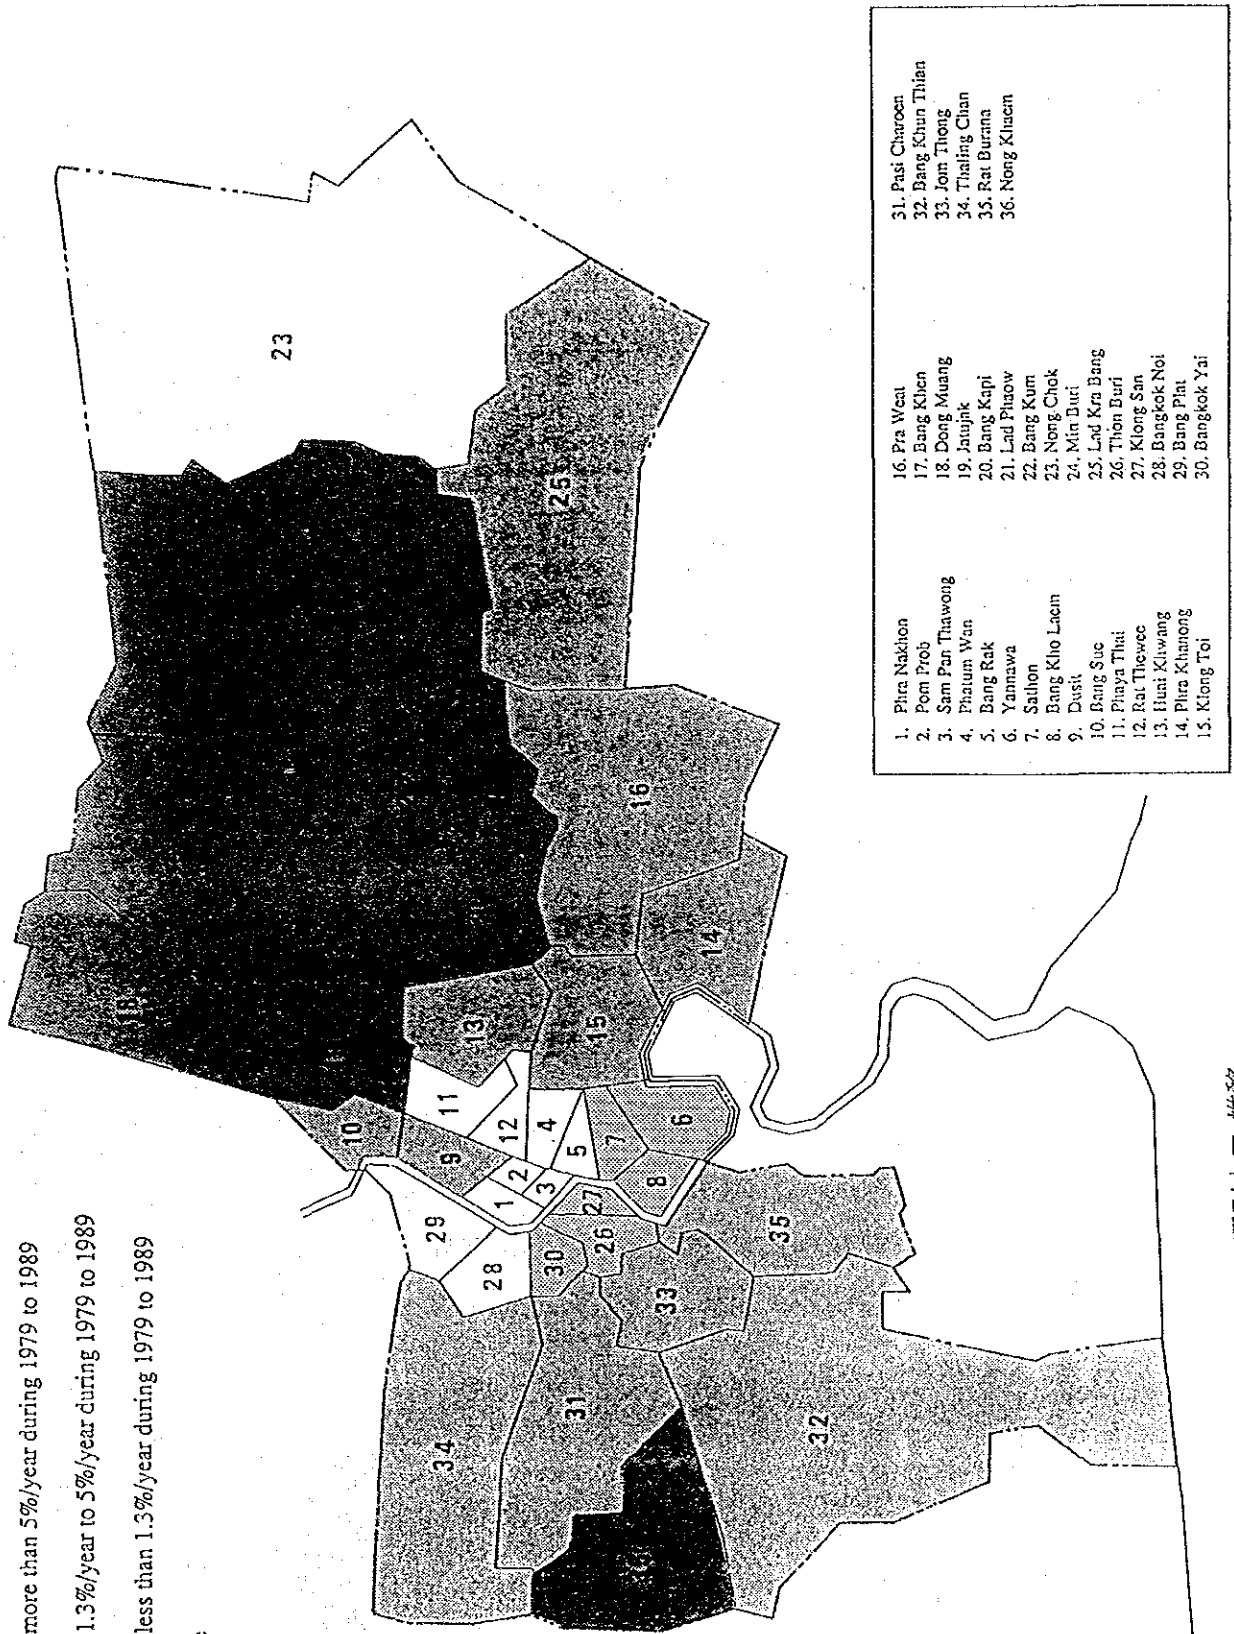 more than 5%/year during 1979 to 1989
1.3%/year to 5%/year during 1979 to 1989
less than 1.3%/year during 1979 to 1989
18
23
10
13
11
9
12
29
28
34
1
2
3
4
5
7
6
8
15
14
16
25
27
26
30
31
33
35
32
1. Phra Nakhon
2. Pom Prob
3. Sam Pan Thawong
4. Phatum Wan
5. Bang Rak
6. Yannawa
7. Sathon
8. Bang Kho Laem
9. Dusit
10. Bang Sue
11. Phaya Thai
12. Rat Thewee
13. Huai Khwang
14. Phra Khanong
15. Klong Toi
16. Pra Weat
17. Bang Khen
18. Dong Muang
19. Jatujak
20. Bang Kapi
21. Lad Phaow
22. Bang Kum
23. Nong Chok
24. Min Buri
25. Lad Kra Bang
26. Thon Buri
27. Klong San
28. Bangkok Noi
29. Bang Plat
30. Bangkok Yai
31. Pasi Charoen
32. Bang Khun Thian
33. Jom Thong
34. Thaling Chan
35. Rat Burana
36. Nong Khaem